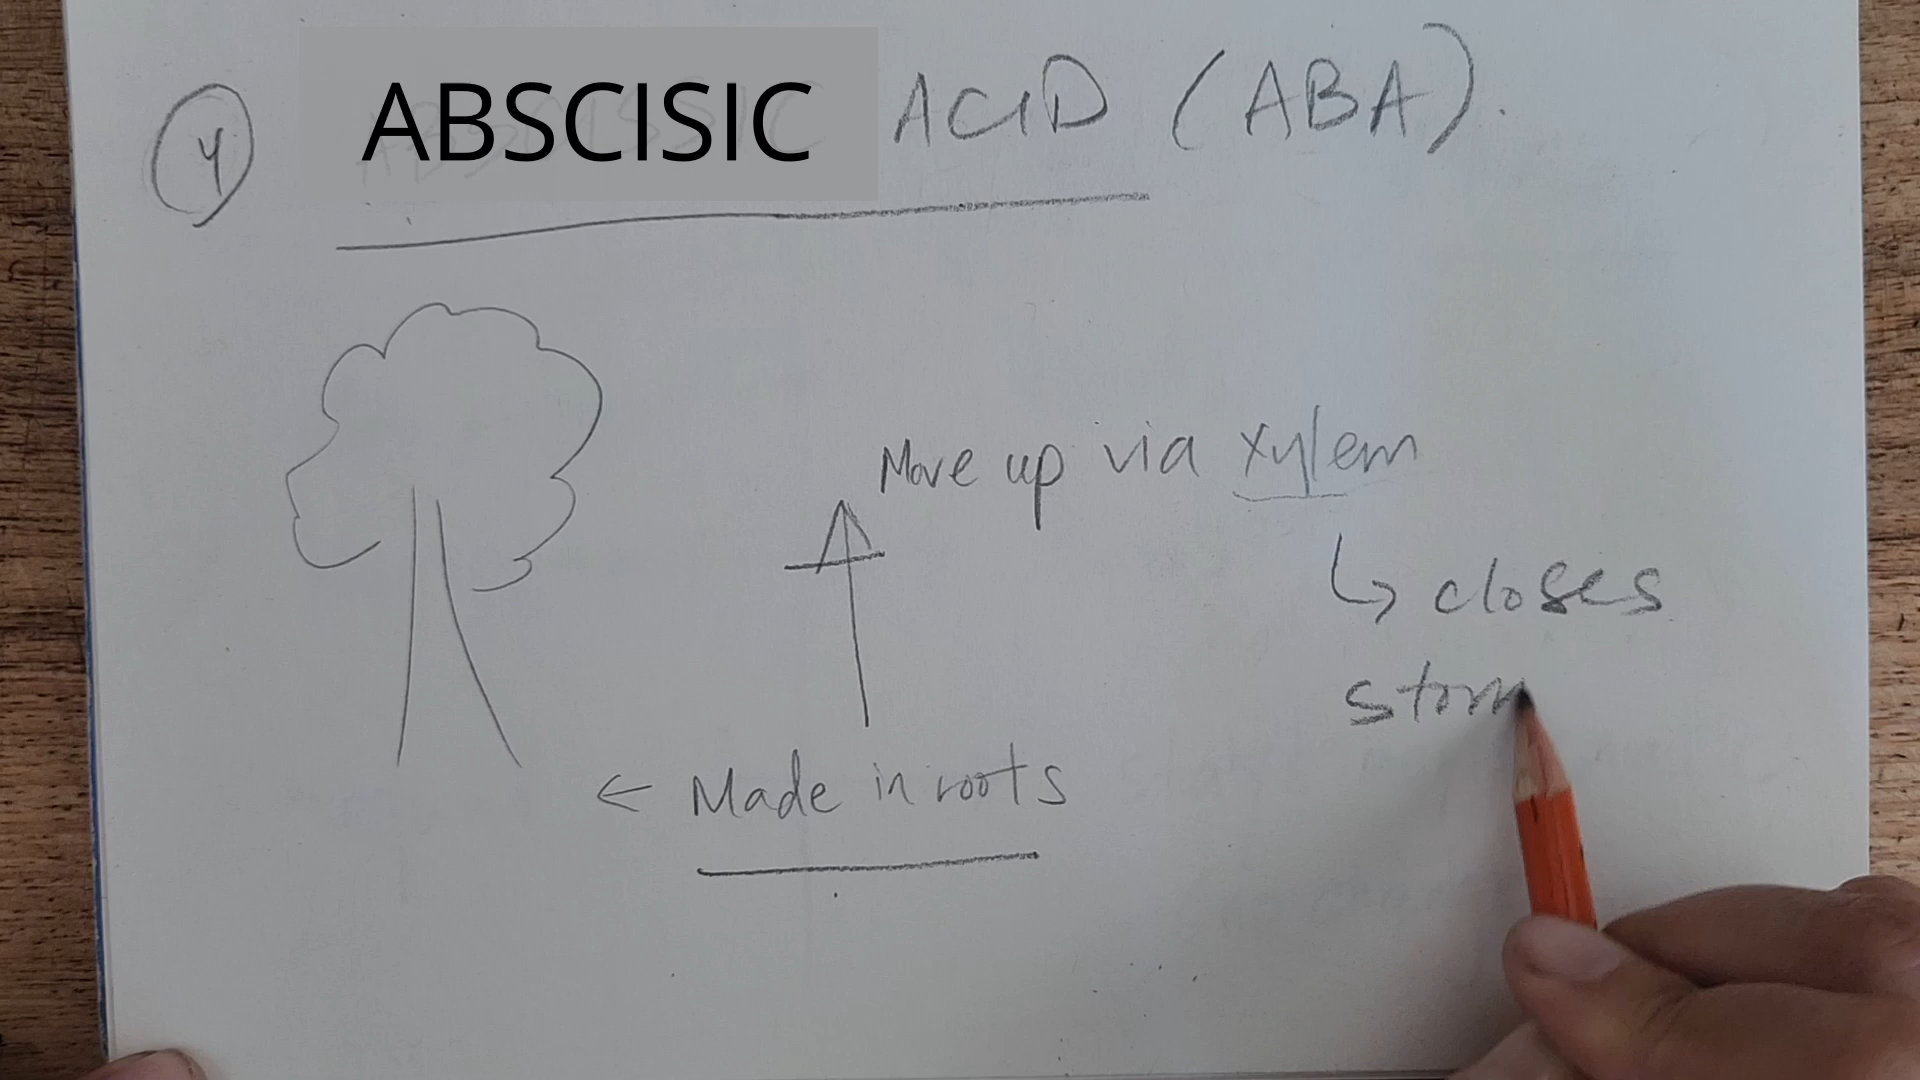 4 ABSCISIC ACID (ABA).
Move up via xylem
↳ closes
stom
← Made in roots